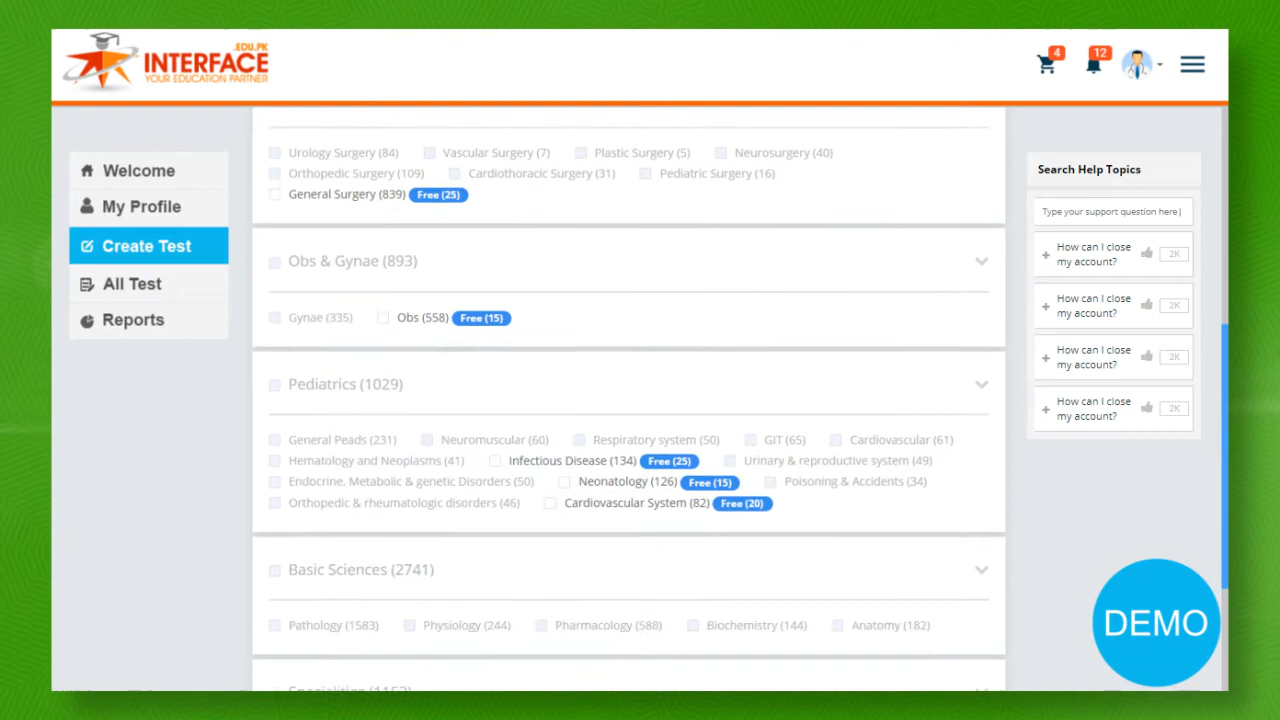 .EDU.PK
INTERFACE
YOUR EDUCATION PARTNER
4
12
Welcome
My Profile
Create Test
All Test
Reports
Urology Surgery (84) Vascular Surgery (7) Plastic Surgery (5) Neurosurgery (40)
Orthopedic Surgery (109) Cardiothoracic Surgery (31) Pediatric Surgery (16)
General Surgery (839) Free (25)
Obs & Gynae (893)
Gynae (335) Obs (558) Free (15)
Pediatrics (1029)
General Peads (231) Neuromuscular (60) Respiratory system (50) GIT (65) Cardiovascular (61)
Hematology and Neoplasms (41) Infectious Disease (134) Free (25) Urinary & reproductive system (49)
Endocrine, Metabolic & genetic Disorders (50) Neonatology (126) Free (15) Poisoning & Accidents (34)
Orthopedic & rheumatologic disorders (46) Cardiovascular System (82) Free (20)
Basic Sciences (2741)
Pathology (1583) Physiology (244) Pharmacology (588) Biochemistry (144) Anatomy (182)
Search Help Topics
Type your support question here|
How can I close
my account?
2K
How can I close
my account?
2K
How can I close
my account?
2K
How can I close
my account?
2K
DEMO